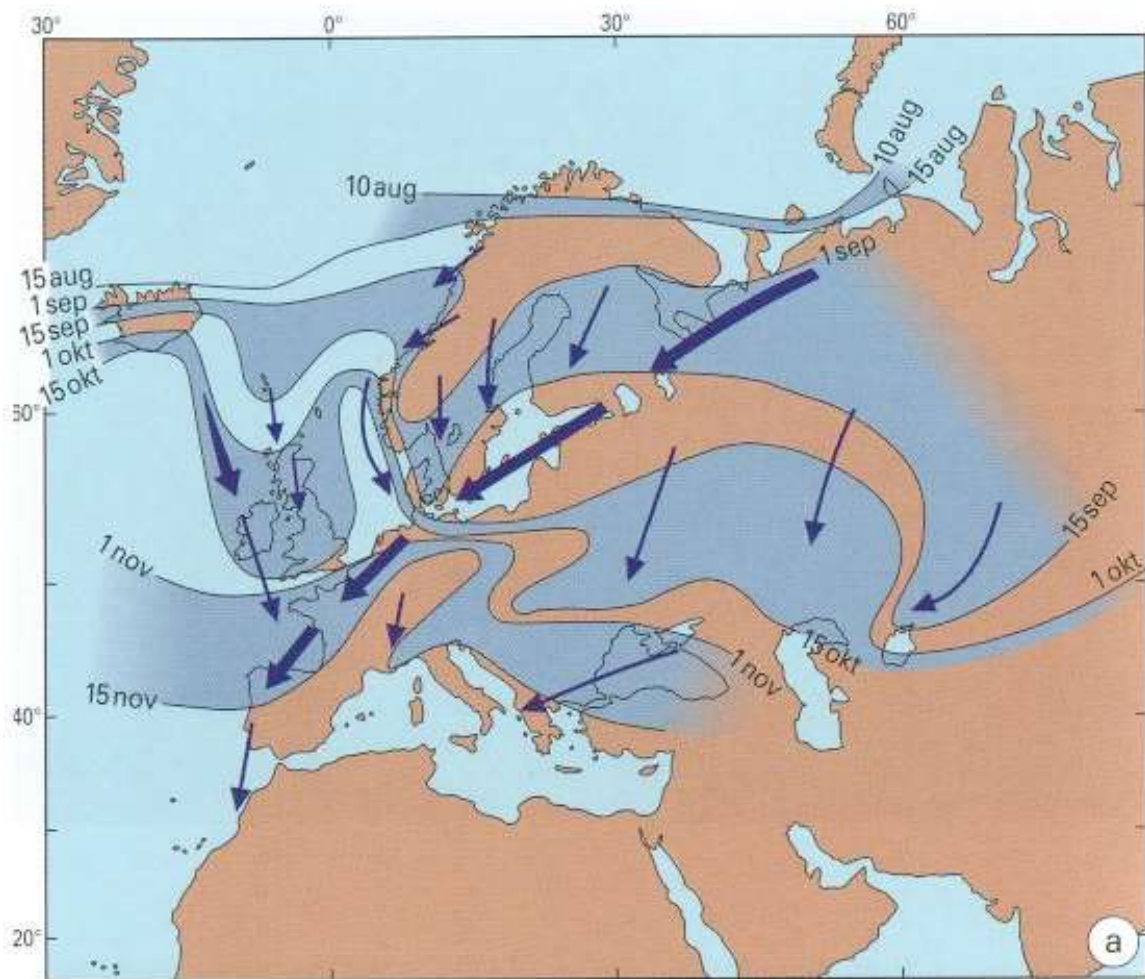 30° 0° 30° 60°
10 aug
15 aug
10 aug
1 sep
15 aug
1 sep
15 sep
1 okt
15 okt
60°
1 nov
15 sep
1 okt
15 okt
1 nov
15 nov
40°
20°
a